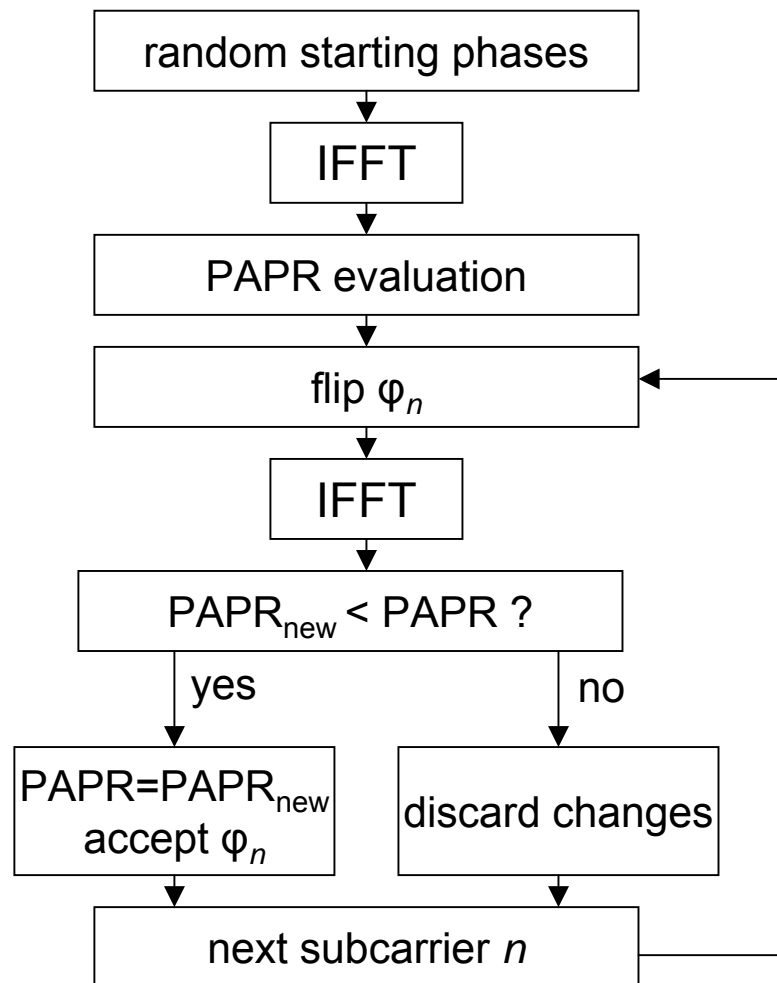 random starting phases
IFFT
PAPR evaluation
flip φₙ
IFFT
PAPRnew < PAPR ?
yes
no
PAPR=PAPRnew
accept φₙ
discard changes
next subcarrier n